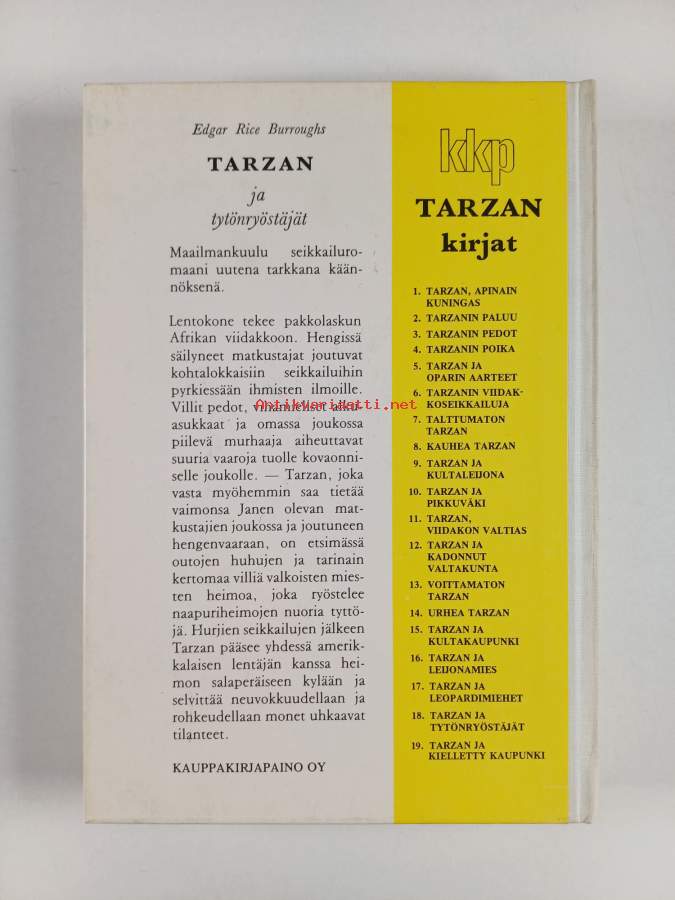 Edgar Rice Burroughs
TARZAN
ja
tytönryöstäjät
Maailmankuulu seikkailuro-
maani uutena tarkkana kään-
nöksenä.
Lentokone tekee pakkolaskun
Afrikan viidakkoon. Hengissä
säilyneet matkustajat joutuvat
kohtalokkaisiin seikkailuihin
pyrkiessään ihmisten ilmoille.
Villit pedot, vihamieliset alku-
asukkaat ja omassa joukossa
piilevä murhaaja aiheuttavat
suuria vaaroja tuolle kovaonni-
selle joukolle. — Tarzan, joka
vasta myöhemmin saa tietää
vaimonsa Janen olevan mat-
kustajien joukossa ja joutuneen
hengenvaaraan, on etsimässä
outojen huhujen ja tarinain
kertomaa villiä valkoisten mies-
ten heimoa, joka ryöstelee
naapuriheimojen nuoria tyttö-
jä. Hurjien seikkailujen jälkeen
Tarzan pääsee yhdessä amerik-
kalaisen lentäjän kanssa hei-
mon salaperäiseen kylään ja
selvittää neuvokkuudellaan ja
rohkeudellaan monet uhkaavat
tilanteet.
KAUPPAKIRJAPAINO OY
kkp
TARZAN
kirjat
1. TARZAN, APINAIN
KUNINGAS
2. TARZANIN PALUU
3. TARZANIN PEDOT
4. TARZANIN POIKA
5. TARZAN JA
OPARIN AARTEET
6. TARZANIN VIIDAK-
KOSEIKKAILUJA
7. TALTTUMATON
TARZAN
8. KAUHEA TARZAN
9. TARZAN JA
KULTALEIJONA
10. TARZAN JA
PIKKUVÄKI
11. TARZAN,
VIIDAKON VALTIAS
12. TARZAN JA
KADONNUT
VALTAKUNTA
13. VOITTAMATON
TARZAN
14. URHEA TARZAN
15. TARZAN JA
KULTAKAUPUNKI
16. TARZAN JA
LEIJONAMIES
17. TARZAN JA
LEOPARDIMIEHET
18. TARZAN JA
TYTÖNRYÖSTÄJÄT
19. TARZAN JA
KIELLETTY KAUPUNKI
Antikvariaatti.net